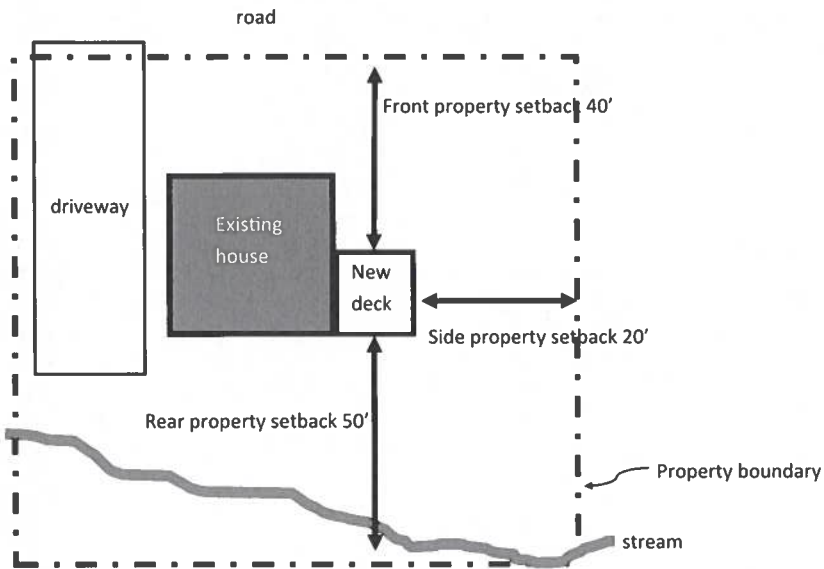 road
Front property setback 40’
driveway
Existing
house
New
deck
Side property setback 20’
Rear property setback 50’
Property boundary
stream